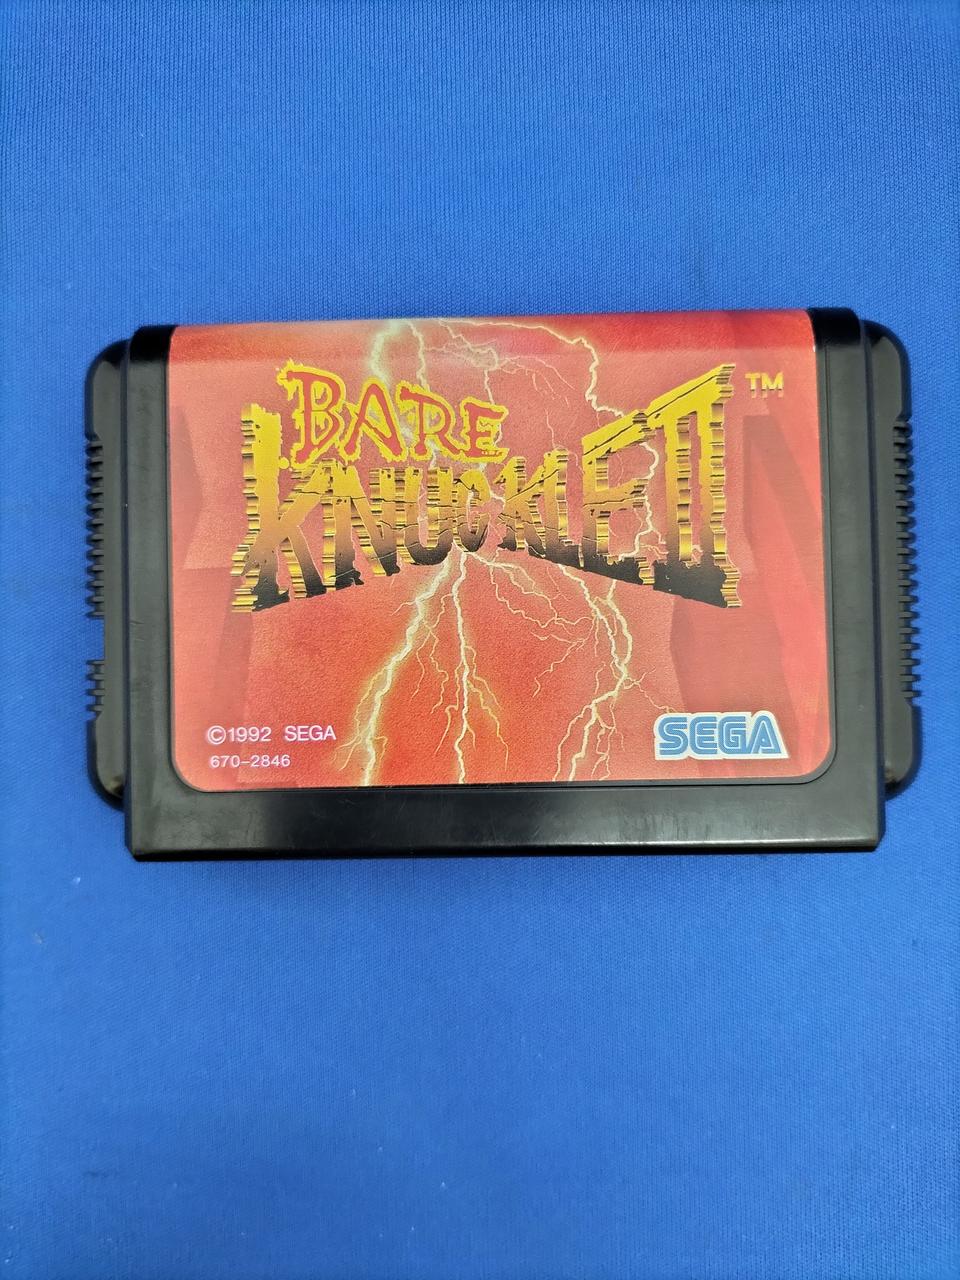 BARE
KNUCKLE II ™
©1992 SEGA
670-2846
SEGA